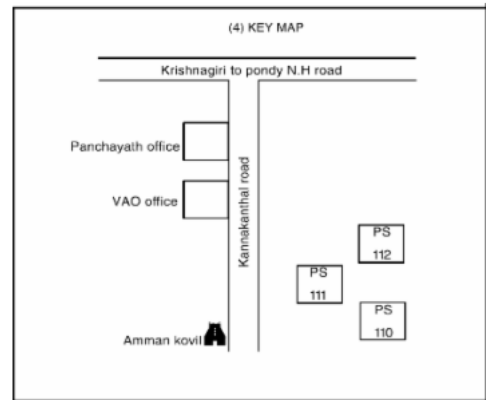 (4) KEY MAP
Krishnagiri to pondy N.H road
Panchayath office
Kannakanthal road
VAO office
PS
112
PS
111
PS
110
Amman kovil